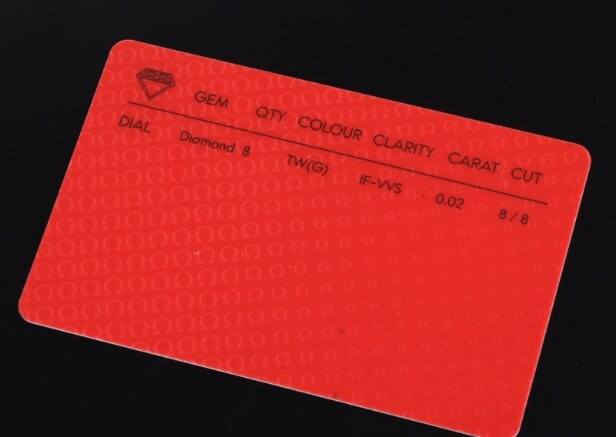 GEM QTY COLOUR CLARITY CARAT CUT
DIAL Diamond 8 TW(G) IF-VVS 0.02 8/8